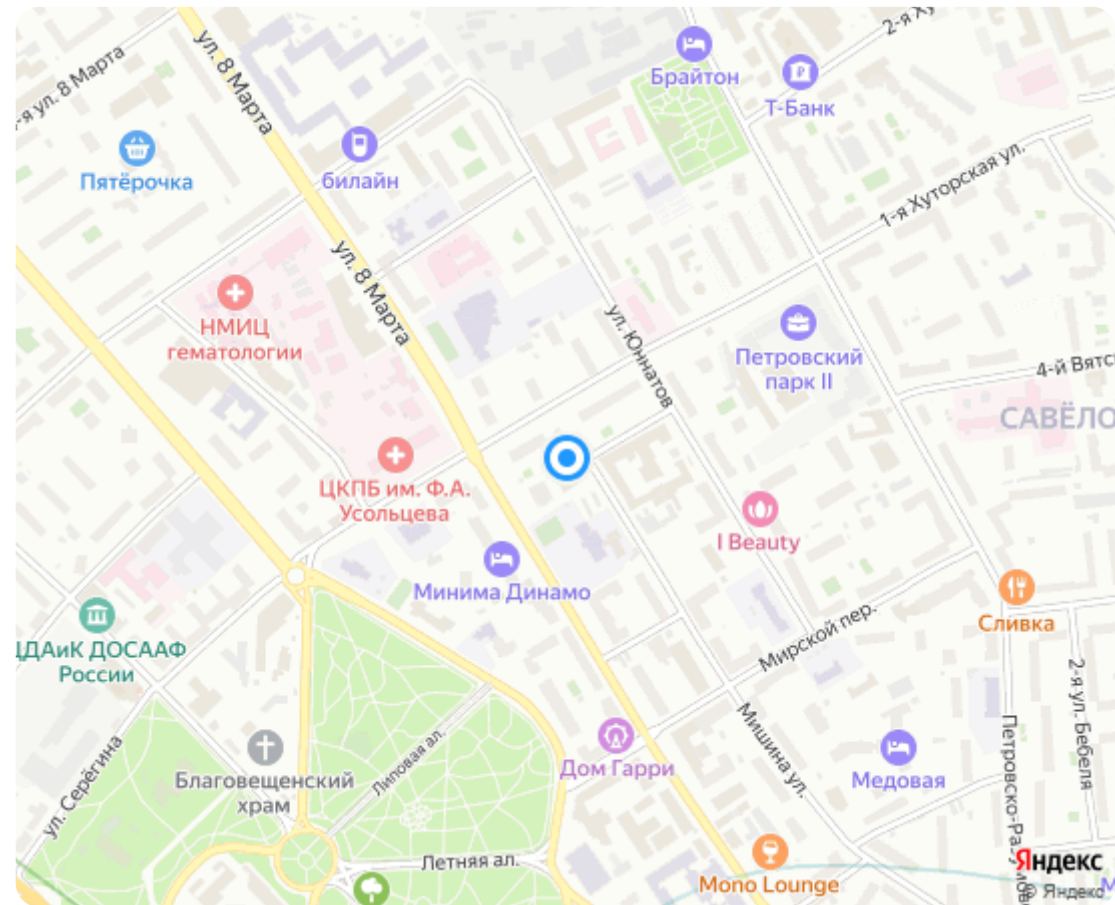 2-я Ху
Брайтон
Т-Банк
ул. 8 Марта
-я ул. 8 Марта
Пятёрочка
билайн
1-я Хуторская ул.
ул. 8 Марта
НМИЦ
гематологии
ул. Юннатов
Петровский
парк II
4-й Вятс
САВЁЛО
ЦКПБ им. Ф.А.
Усольцева
I Beauty
Минима Динамо
ЦДАиК ДОСААФ
России
Сливка
Мирской пер.
2-я ул. Бебеля
Мишина ул.
Петровско-Ра
ул. Серёгина
Благовещенский
храм
Липовая ал.
Дом Гарри
Медовая
Летняя ал.
Mono Lounge
Яндекс
© Яндекс